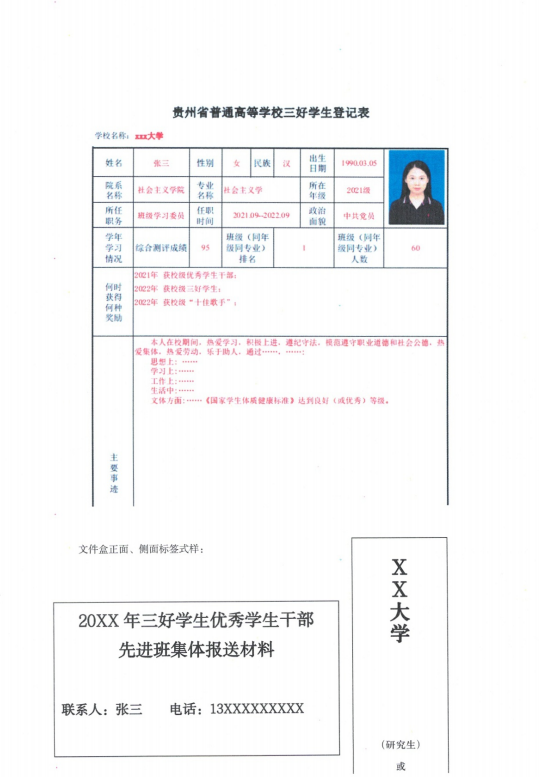 贵州省普通高等学校三好学生登记表
学校名称：xxx大学
姓名 张三 性别 女 民族 汉 出生日期 1990.03.05
院系名称 社会主义学院 专业名称 社会主义学 所在年级 2021级
所任职务 班级学习委员 任职时间 2021.09--2022.09 政治面貌 中共党员
学年学习情况 综合测评成绩 95 班级（同年级同专业）排名 1 班级（同年级同专业）人数 60
何时获得何种奖励
2021年 获校级优秀学生干部；
2022年 获校级三好学生；
2022年 获校级“十佳歌手”；
主要事迹
本人在校期间，热爱学习，积极上进，遵纪守法，模范遵守职业道德和社会公德，热
爱集体，热爱劳动，乐于助人，通过……，……：
思想上：……
学习上：……
工作上：……
生活中：……
文体方面：……《国家学生体质健康标准》达到良好（或优秀）等级。
文件盒正面、侧面标签式样：
20XX 年三好学生优秀学生干部
先进班集体报送材料
联系人：张三 电话：13XXXXXXXXX
XX大学
（研究生）
或